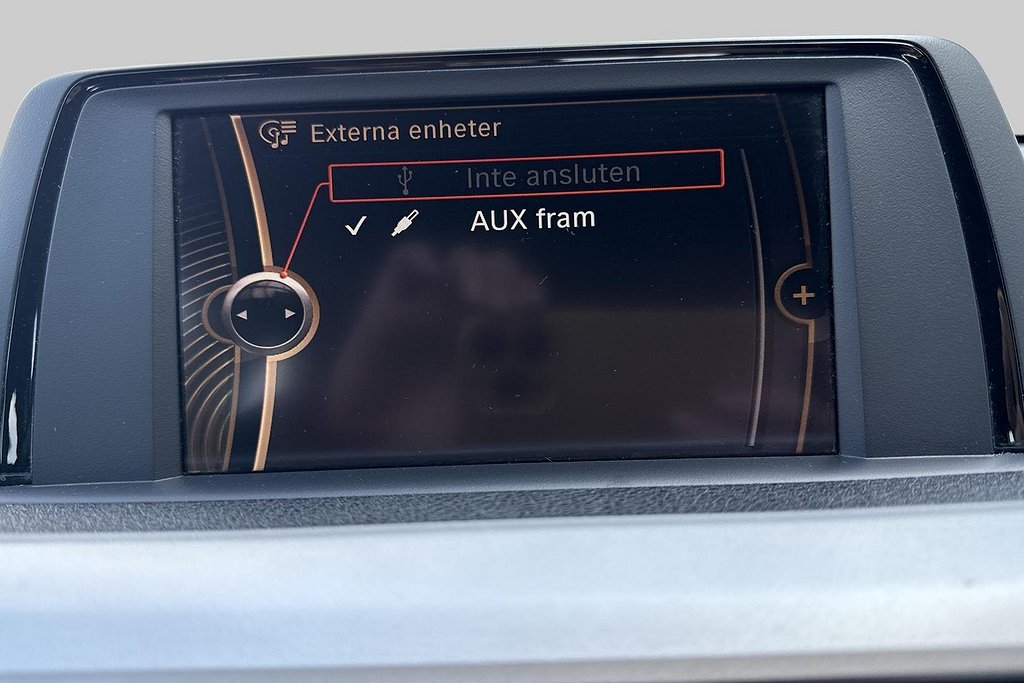 Externa enheter
Inte ansluten
AUX fram